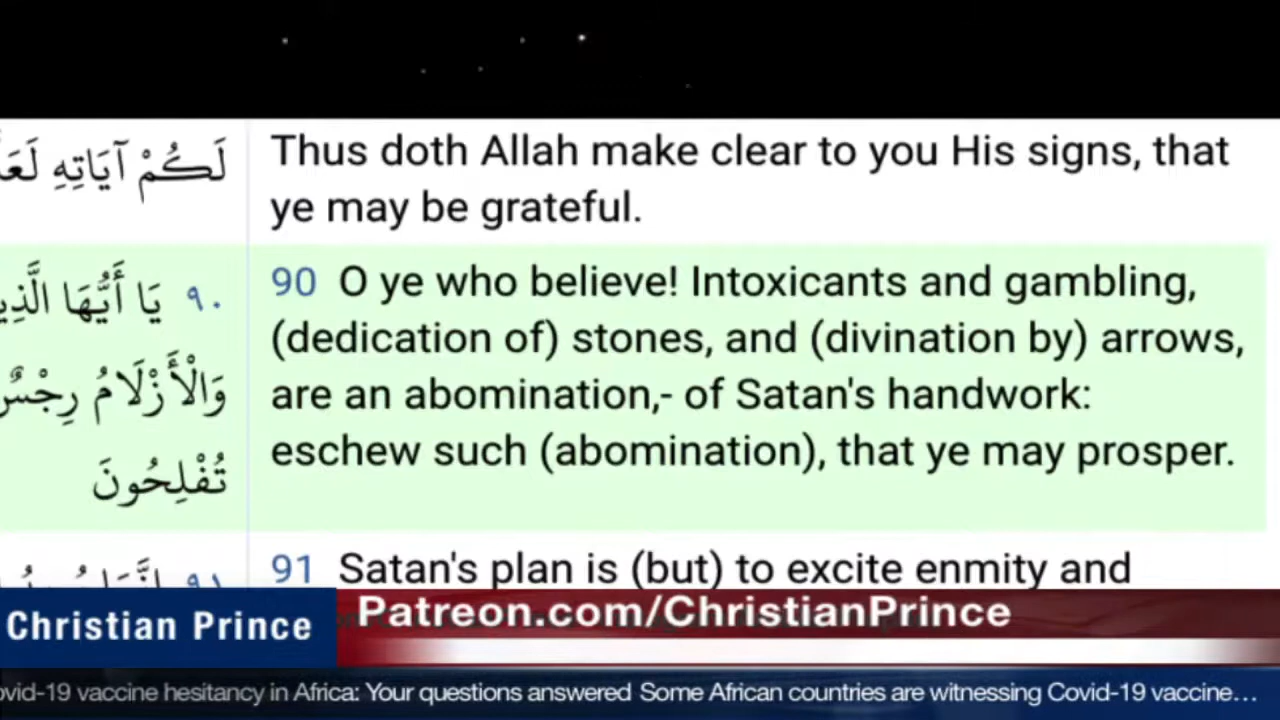 لَكُمْ آيَاتِهِ
Thus doth Allah make clear to you His signs, that
ye may be grateful.
٩٠ يَا أَيُّهَا
وَالْأَزْلَامُ رِجْسٌ
تُفْلِحُونَ
90 O ye who believe! Intoxicants and gambling,
(dedication of) stones, and (divination by) arrows,
are an abomination,- of Satan's handwork:
eschew such (abomination), that ye may prosper.
٩١
91 Satan's plan is (but) to excite enmity and
Christian Prince
Patreon.com/ChristianPrince
vaccine hesitancy in Africa: Your questions answered Some African countries are witnessing Covid-19 vaccine…